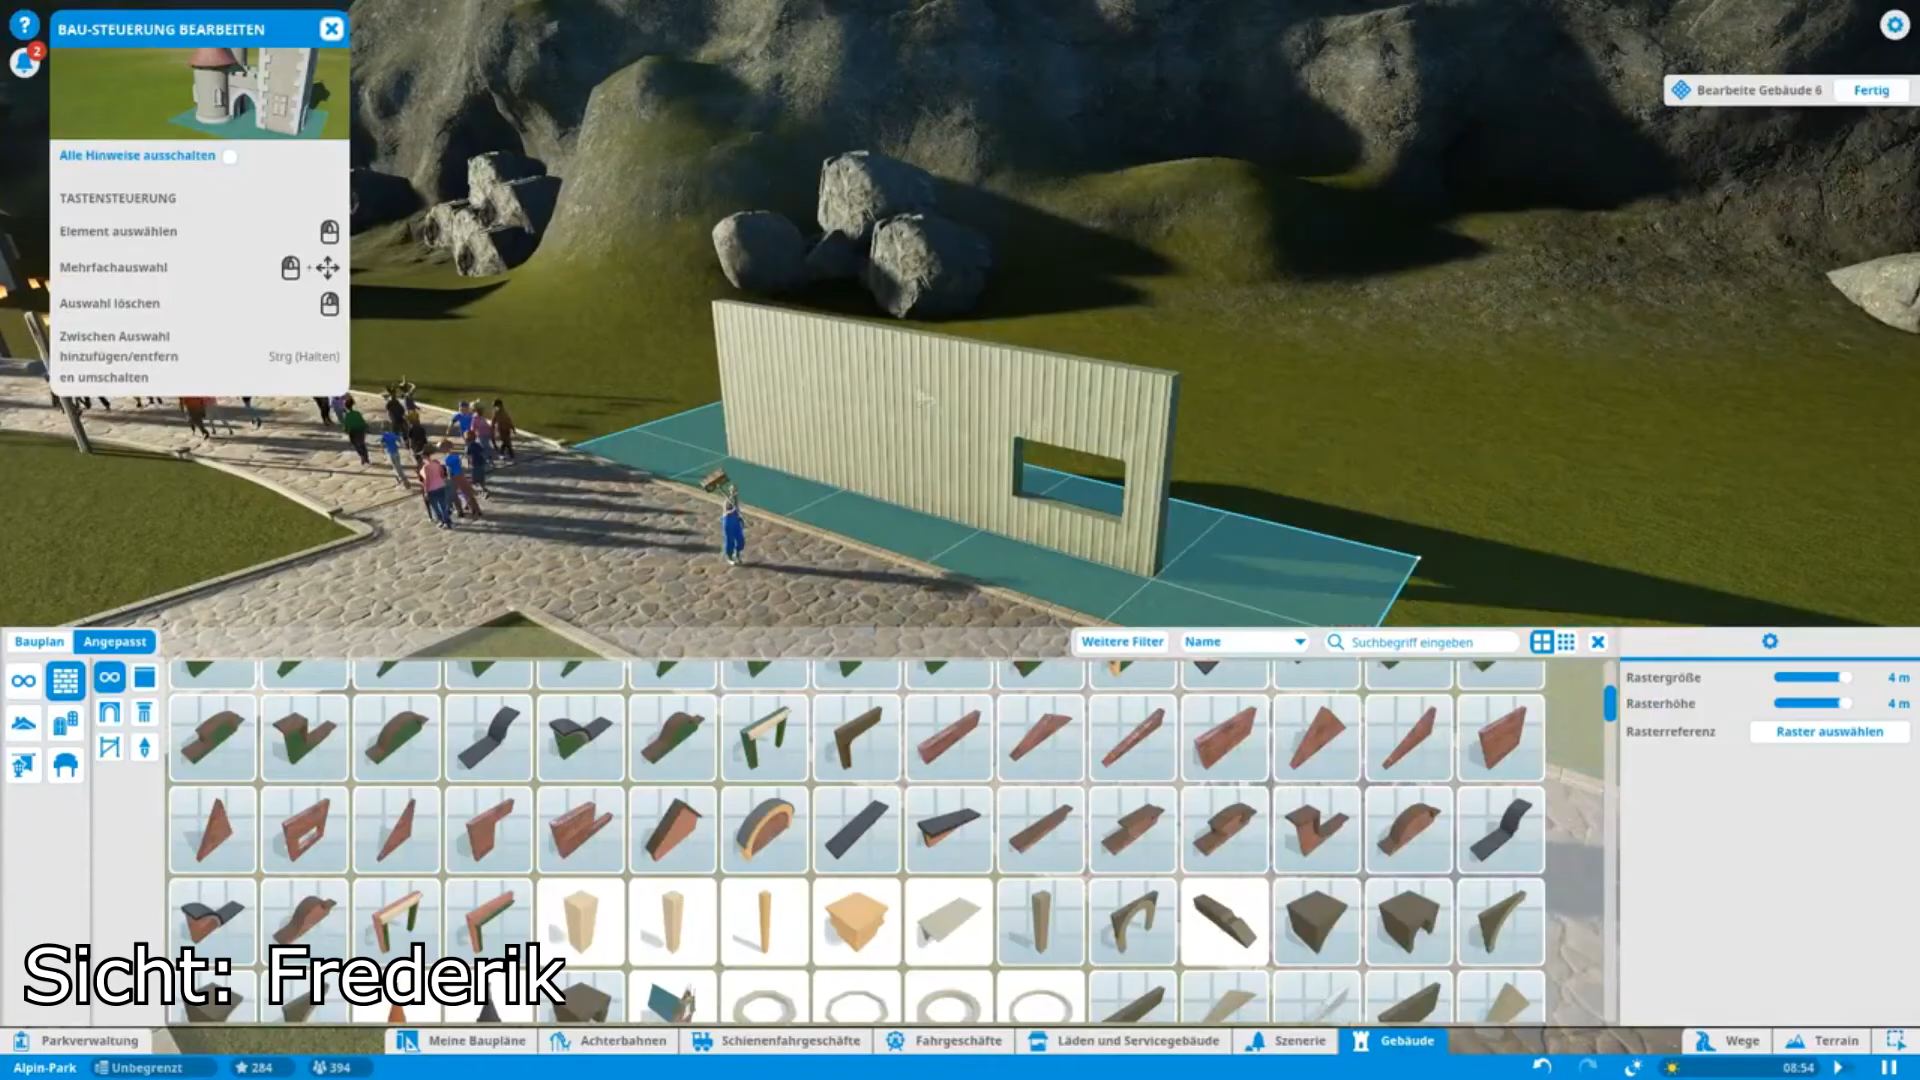 ?
2
BAU-STEUERUNG BEARBEITEN
Alle Hinweise ausschalten
TASTENSTEUERUNG
Element auswählen
Mehrfachauswahl
Auswahl löschen
Zwischen Auswahl
hinzufügen/entfern
en umschalten
Strg (Halten)
Bearbeite Gebäude 6
Fertig
Bauplan
Angepasst
Weitere Filter
Name
Suchbegriff eingeben
Rastergröße
4 m
Rasterhöhe
4 m
Rasterreferenz
Raster auswählen
Sicht: Frederik
Parkverwaltung
Meine Baupläne
Achterbahnen
Schienenfahrgeschäfte
Fahrgeschäfte
Läden und Servicegebäude
Szenerie
Gebäude
Wege
Terrain
Alpin-Park
Unbegrenzt
284
394
08:54